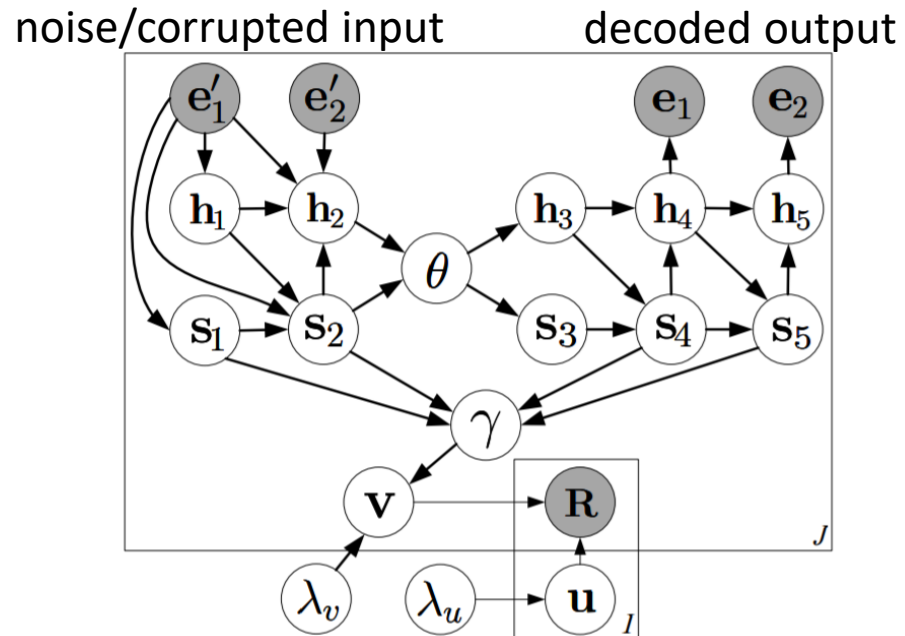 noise/corrupted input decoded output
e′₁ e′₂ e₁ e₂
h₁ h₂ h₃ h₄ h₅
θ
s₁ s₂ s₃ s₄ s₅
γ
v R
J
λᵥ λᵤ u
I